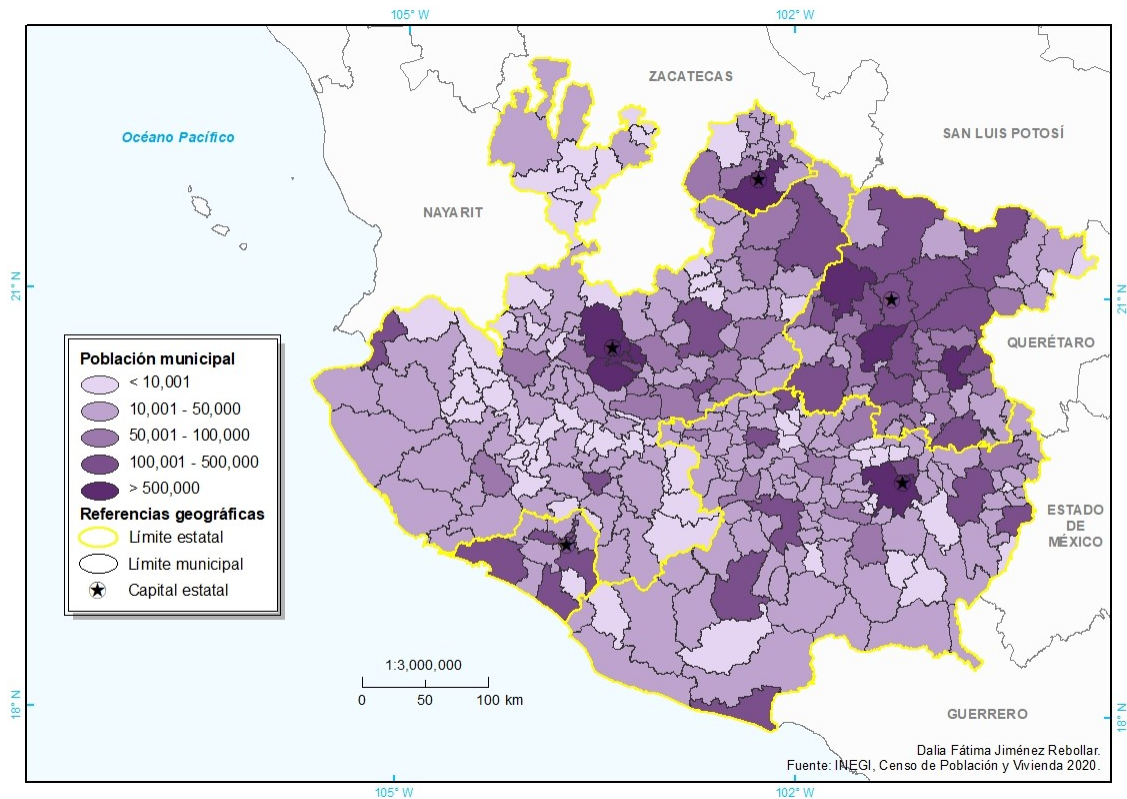 105° W
102° W
ZACATECAS
Océano Pacífico
SAN LUIS POTOSÍ
NAYARIT
21° N
21° N
QUERÉTARO
Población municipal
< 10,001
10,001 - 50,000
50,001 - 100,000
100,001 - 500,000
> 500,000
Referencias geográficas
Límite estatal
Límite municipal
Capital estatal
ESTADO
DE
MÉXICO
1:3,000,000
0 50 100 km
18° N
18° N
GUERRERO
Dalia Fátima Jiménez Rebollar.
Fuente: INEGI, Censo de Población y Vivienda 2020.
105° W
102° W